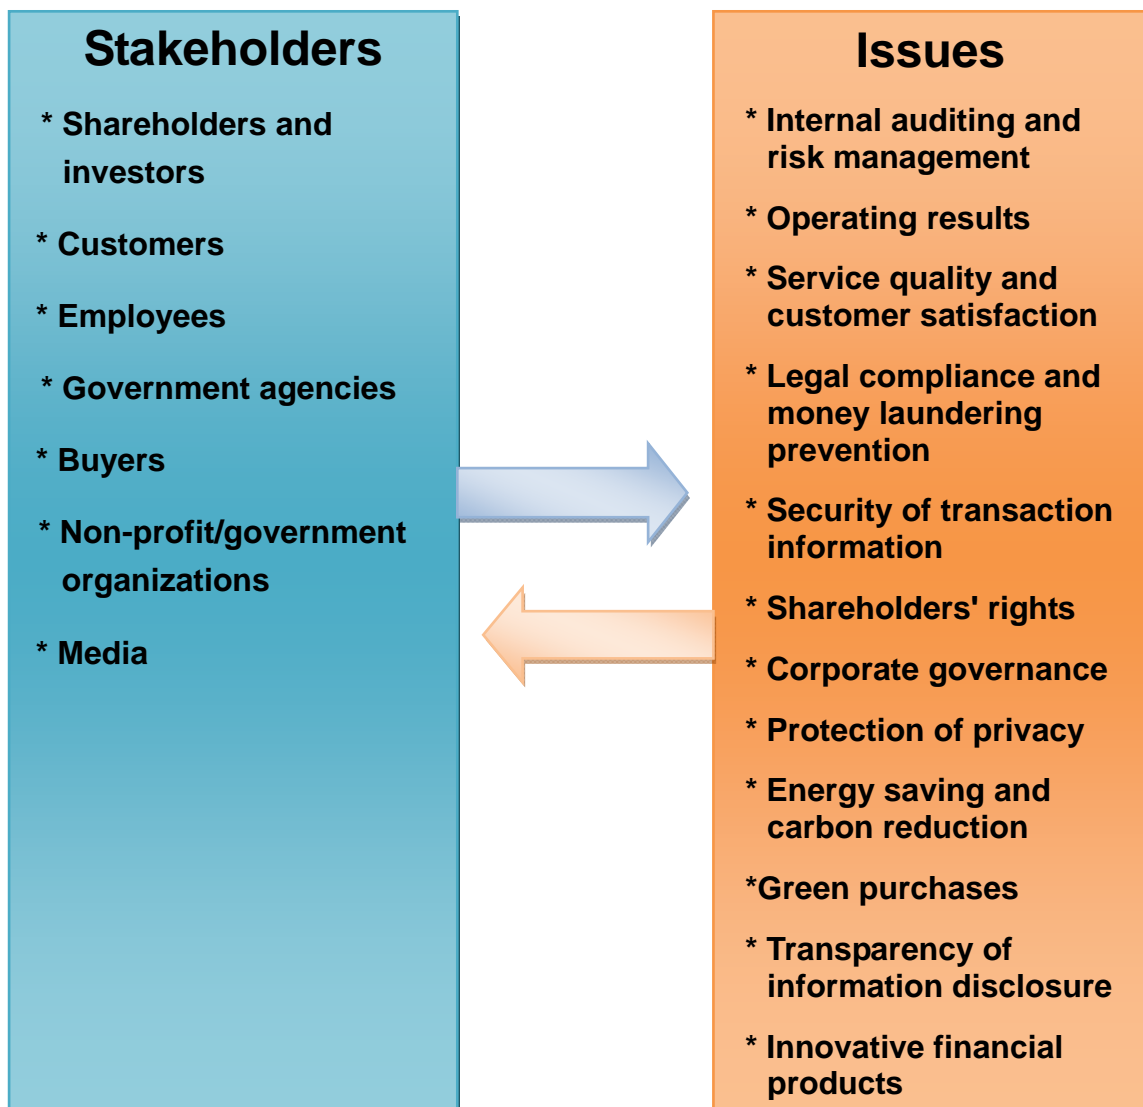 Stakeholders
* Shareholders and
investors
* Customers
* Employees
* Government agencies
* Buyers
* Non-profit/government
organizations
* Media
Issues
* Internal auditing and
risk management
* Operating results
* Service quality and
customer satisfaction
* Legal compliance and
money laundering
prevention
* Security of transaction
information
* Shareholders' rights
* Corporate governance
* Protection of privacy
* Energy saving and
carbon reduction
*Green purchases
* Transparency of
information disclosure
* Innovative financial
products